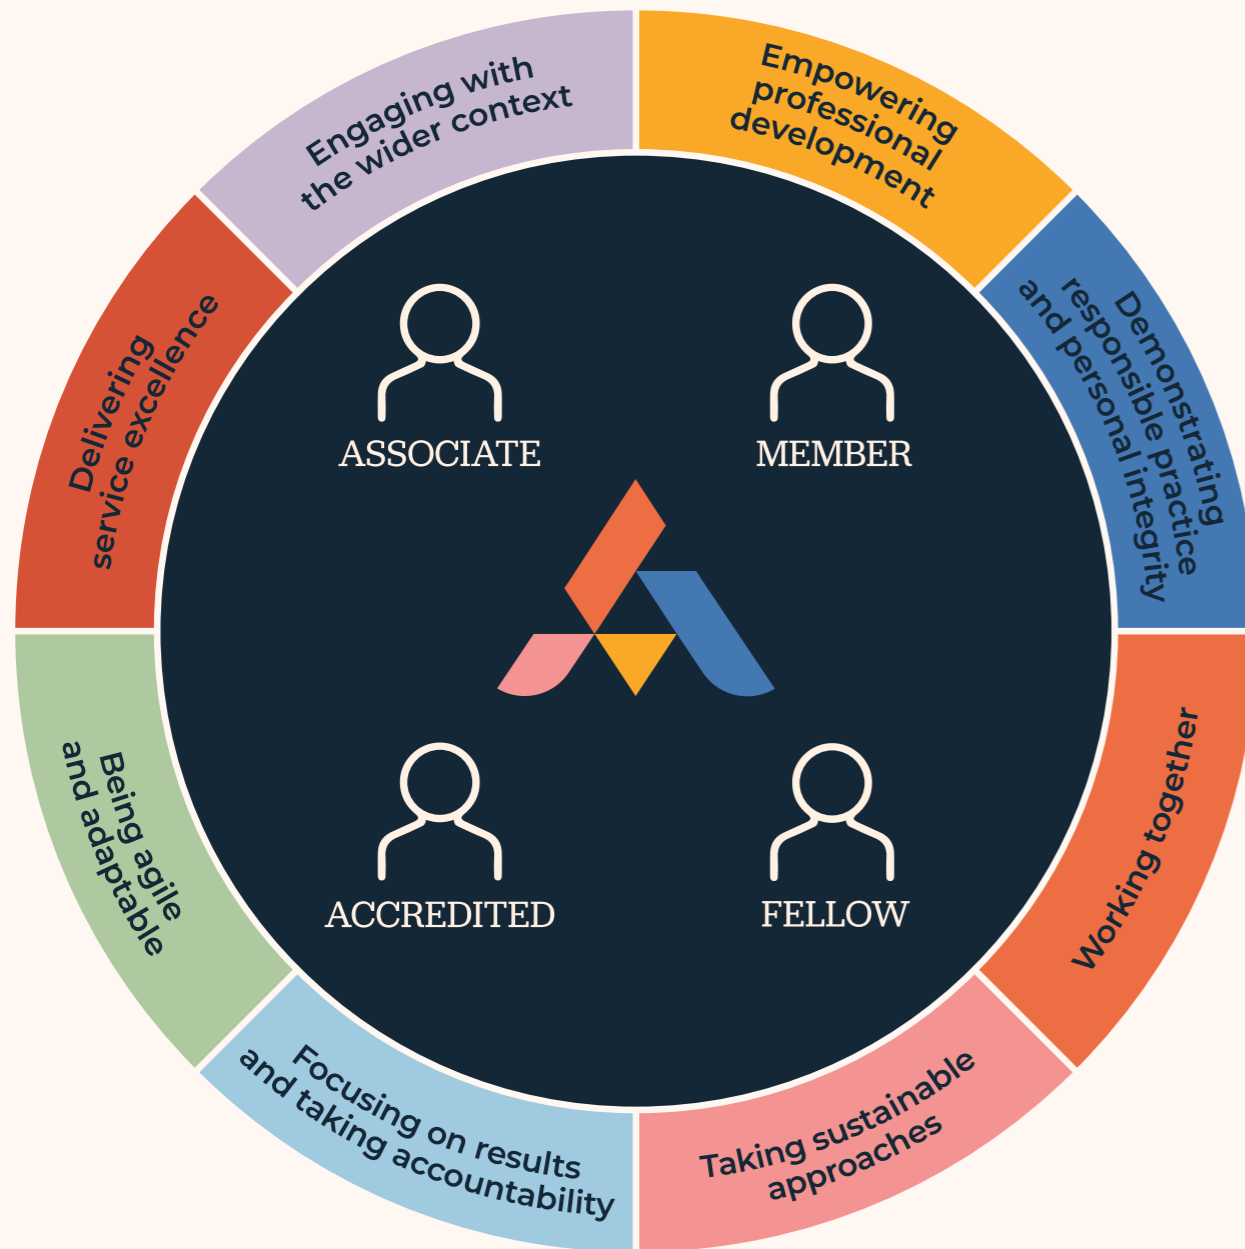 Engaging with
the wider context
Empowering
professional
development
Demonstrating
responsible practice
and personal integrity
Working together
Taking sustainable
approaches
Focusing on results
and taking accountability
Being agile
and adaptable
Delivering
service excellence
ASSOCIATE
MEMBER
ACCREDITED
FELLOW